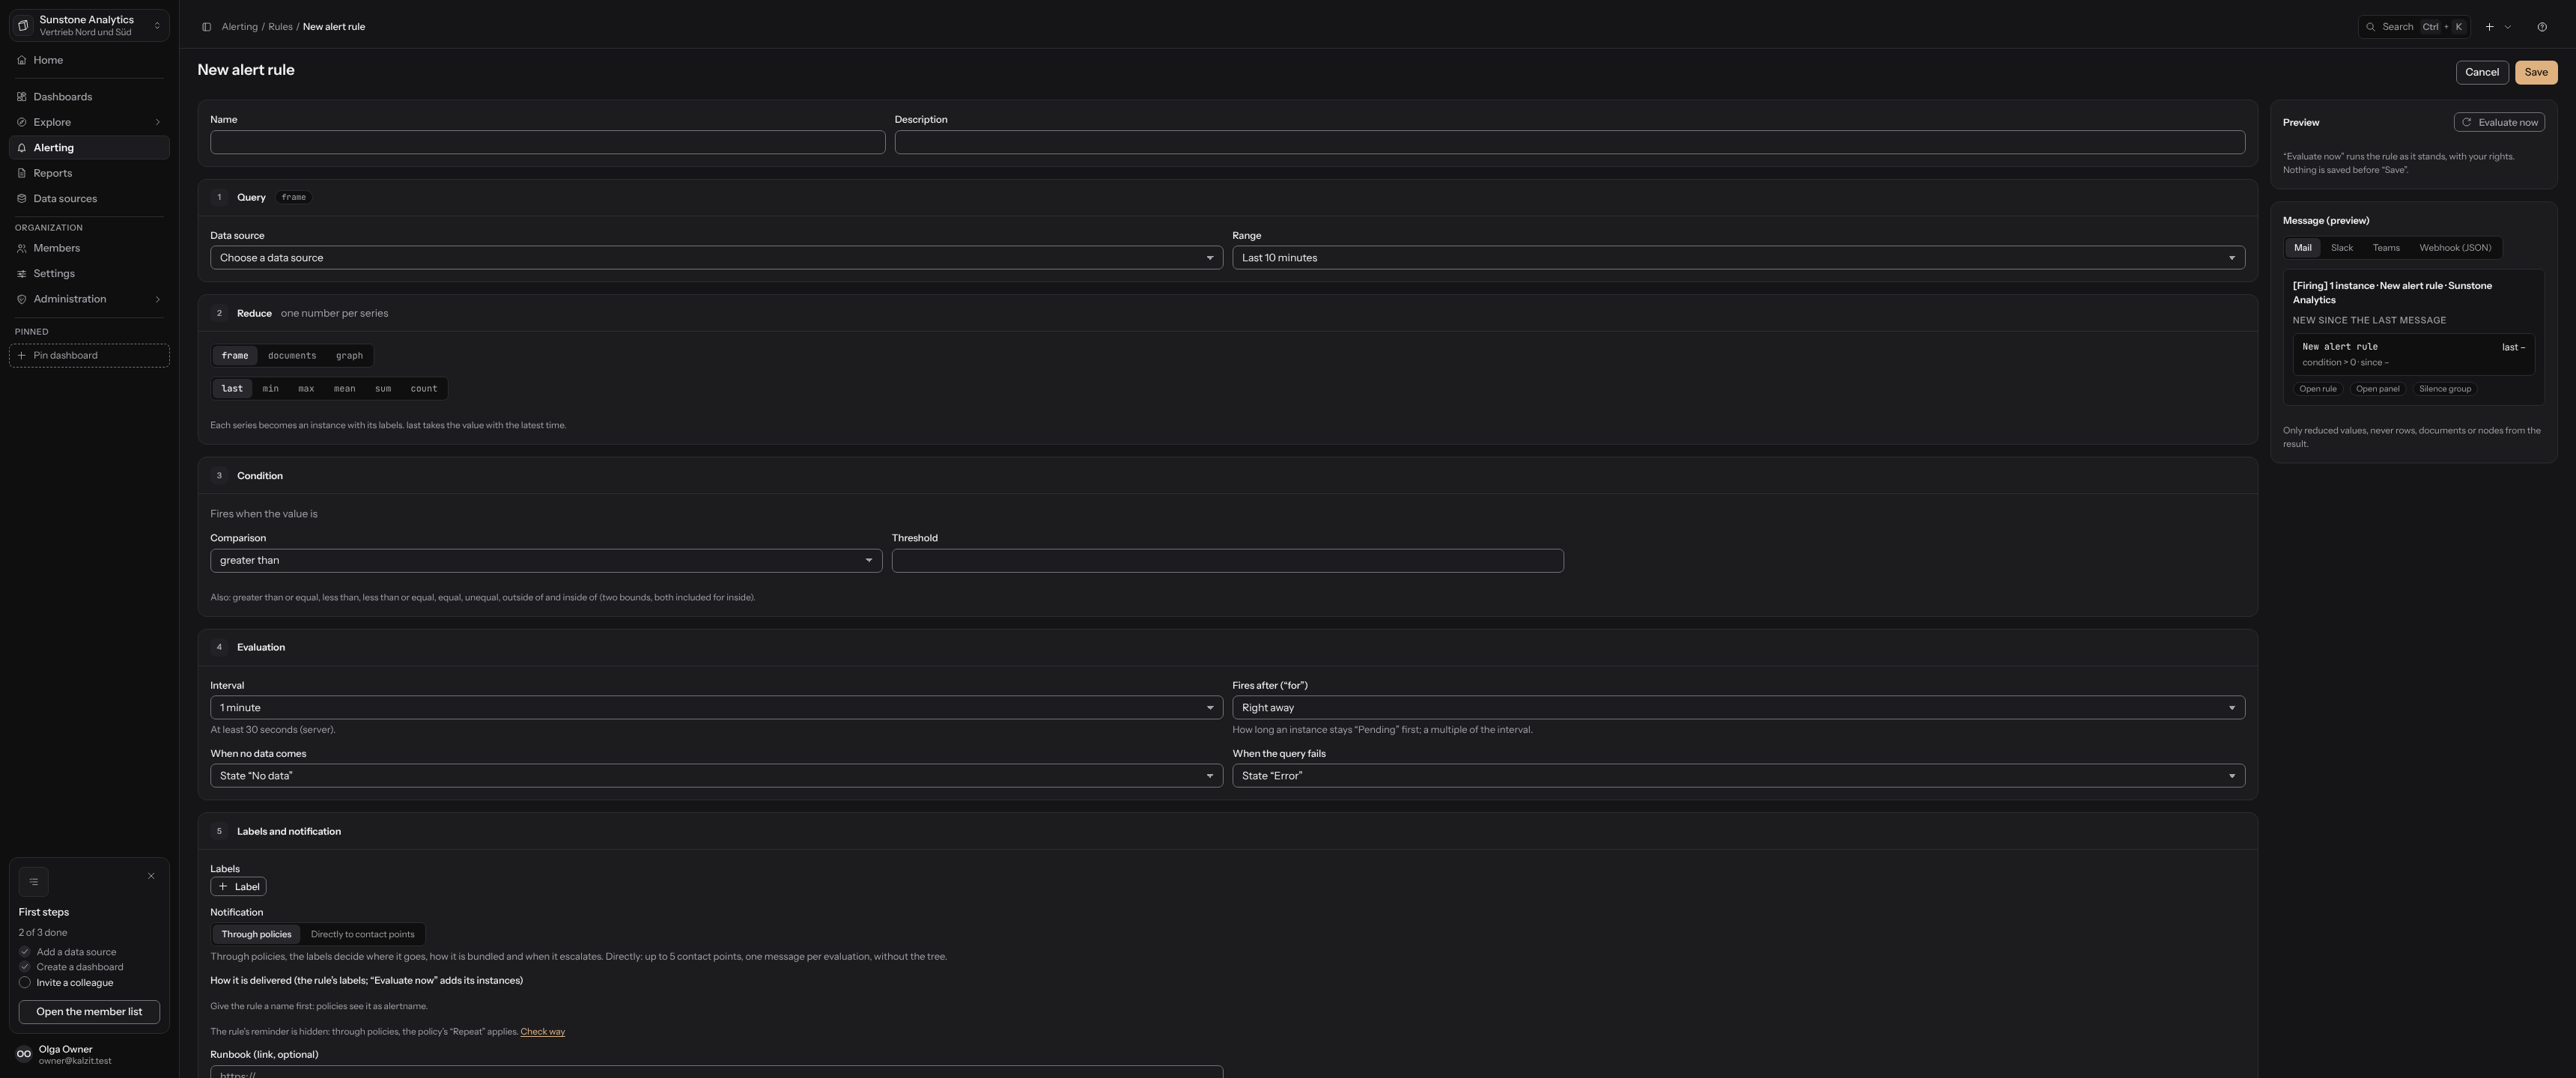 Sunstone Analytics
Vertrieb Nord und Süd
Home
Dashboards
Explore
Alerting
Reports
Data sources
ORGANIZATION
Members
Settings
Administration
PINNED
Pin dashboard
First steps
2 of 3 done
Add a data source
Create a dashboard
Invite a colleague
Open the member list
OO
Olga Owner
owner@kalzit.test
Alerting / Rules / New alert rule
Search Ctrl + K
New alert rule
Cancel Save
Name Description
1 Query frame
Data source Range
Choose a data source Last 10 minutes
2 Reduce one number per series
frame documents graph
last min max mean sum count
Each series becomes an instance with its labels. last takes the value with the latest time.
3 Condition
Fires when the value is
Comparison Threshold
greater than
Also: greater than or equal, less than, less than or equal, equal, unequal, outside of and inside of (two bounds, both included for inside).
4 Evaluation
Interval Fires after (“for”)
1 minute Right away
At least 30 seconds (server). How long an instance stays “Pending” first; a multiple of the interval.
When no data comes When the query fails
State “No data” State “Error”
5 Labels and notification
Labels
+ Label
Notification
Through policies Directly to contact points
Through policies, the labels decide where it goes, how it is bundled and when it escalates. Directly: up to 5 contact points, one message per evaluation, without the tree.
How it is delivered (the rule’s labels; “Evaluate now” adds its instances)
Give the rule a name first: policies see it as alertname.
The rule’s reminder is hidden: through policies, the policy’s “Repeat” applies. Check way
Runbook (link, optional)
https://
Preview Evaluate now
“Evaluate now” runs the rule as it stands, with your rights.
Nothing is saved before “Save”.
Message (preview)
Mail Slack Teams Webhook (JSON)
[Firing] 1 instance · New alert rule · Sunstone
Analytics
NEW SINCE THE LAST MESSAGE
New alert rule last –
condition > 0 · since –
Open rule Open panel Silence group
Only reduced values, never rows, documents or nodes from the
result.